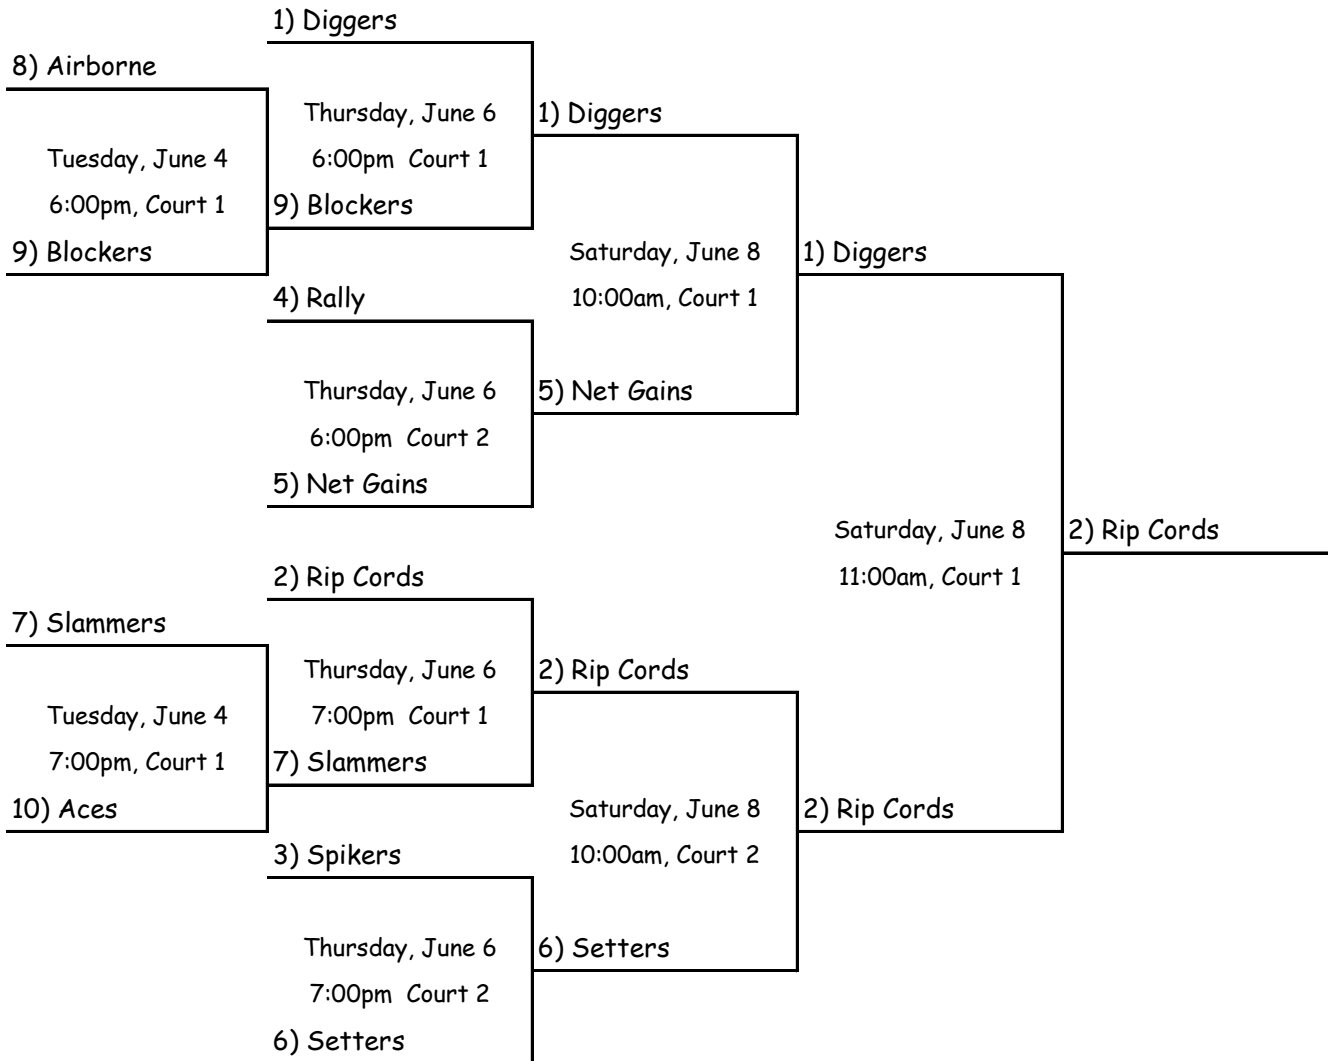 1) Diggers
8) Airborne
Thursday, June 6
1) Diggers
Tuesday, June 4
6:00pm  Court 1
6:00pm, Court 1
9) Blockers
9) Blockers
Saturday, June 8
1) Diggers
4) Rally
10:00am, Court 1
Thursday, June 6
5) Net Gains
6:00pm  Court 2
5) Net Gains
Saturday, June 8
2) Rip Cords
2) Rip Cords
11:00am, Court 1
7) Slammers
Thursday, June 6
2) Rip Cords
Tuesday, June 4
7:00pm  Court 1
7:00pm, Court 1
7) Slammers
10) Aces
Saturday, June 8
2) Rip Cords
3) Spikers
10:00am, Court 2
Thursday, June 6
6) Setters
7:00pm  Court 2
6) Setters